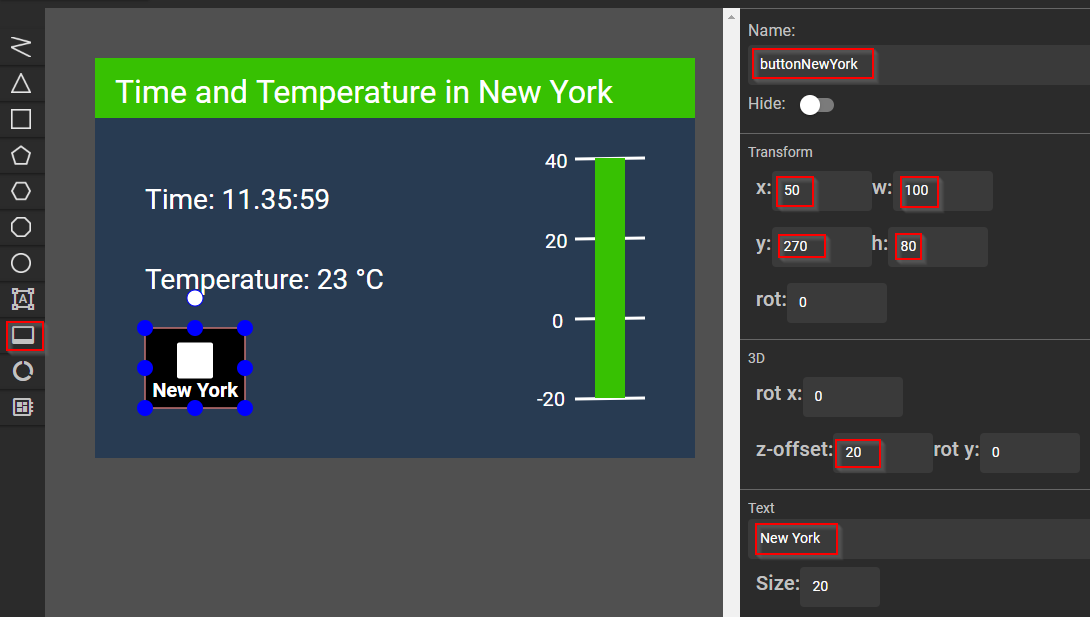 Name:
buttonNewYork
Hide:
Time and Temperature in New York
Transform
x: 50 w: 100
y: 270 h: 80
rot: 0
Time: 11.35:59
Temperature: 23 °C
40
20
0
-20
New York
A
3D
rot x: 0
z-offset: 20 rot y: 0
Text
New York
Size: 20